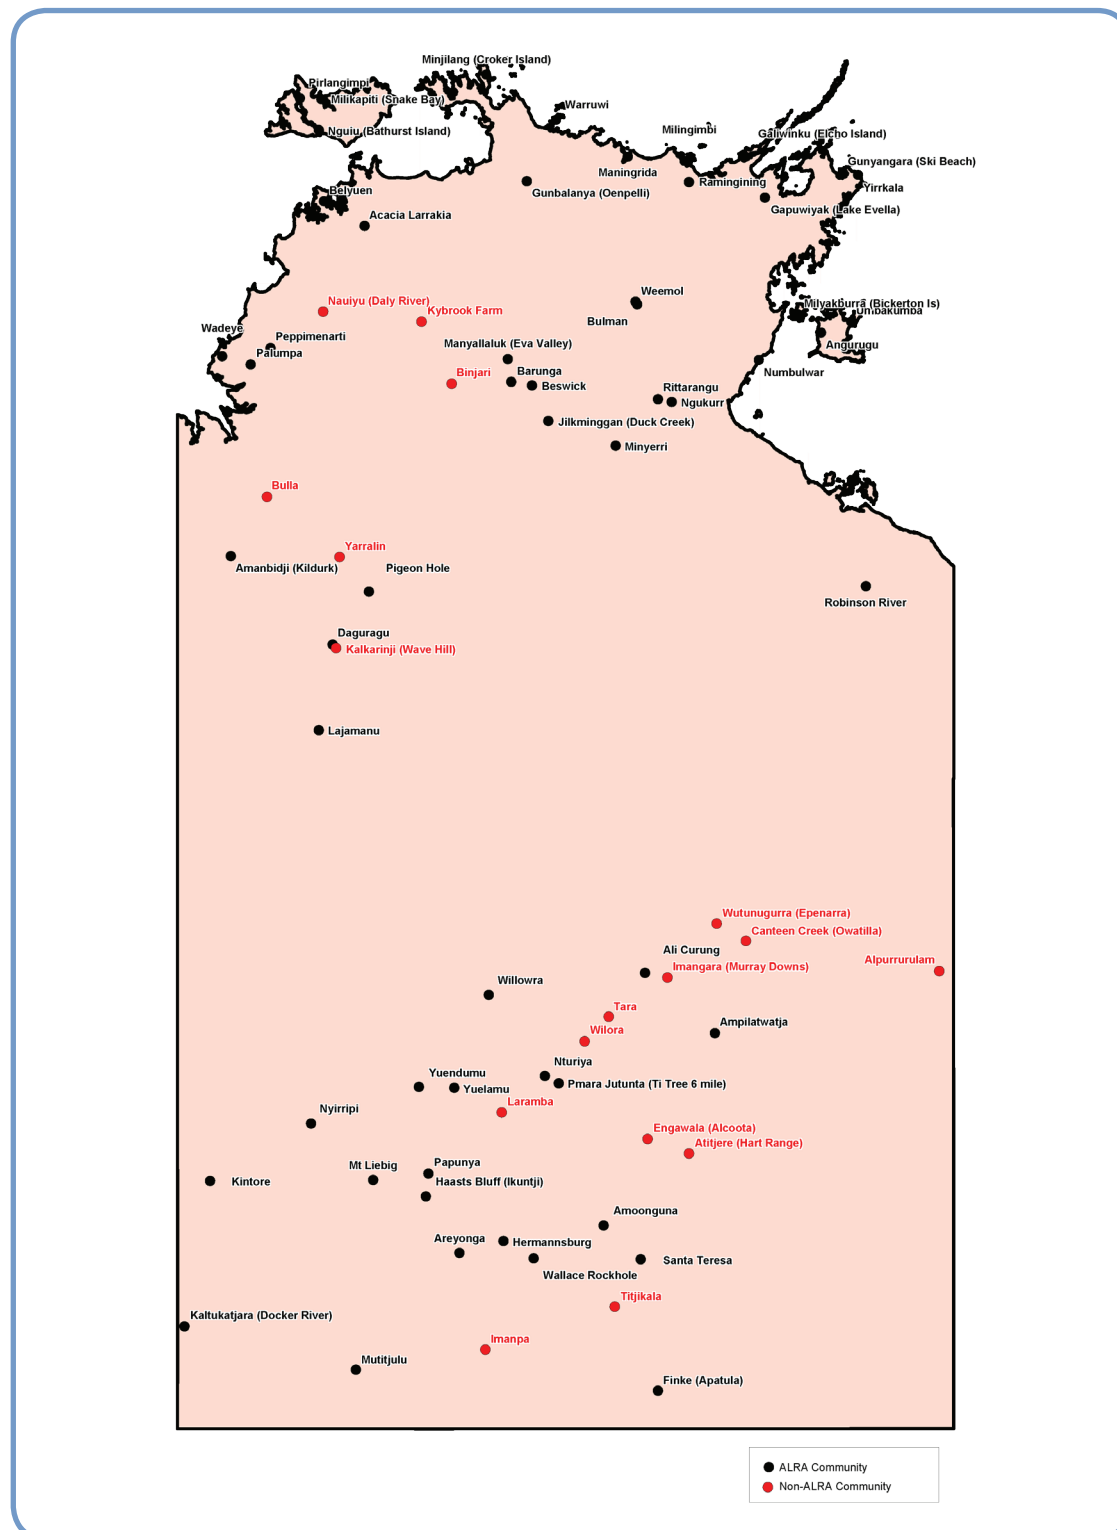 Minjilang (Croker Island)
Pirlangimpi
Milikapiti (Snake Bay)
Warruwi
Nguiu (Bathurst Island)
Milingimbi
Galiwinku (Elcho Island)
Gunyangara (Ski Beach)
Maningrida
Ramingining
Yirrkala
Belyuen
Gunbalanya (Oenpelli)
Gapuwiyak (Lake Evella)
Acacia Larrakia
Weemol
Nauiyu (Daly River)
Milyakburra (Bickerton Is)
Kybrook Farm
Umbakumba
Bulman
Wadeye
Peppimenarti
Manyallaluk (Eva Valley)
Angurugu
Palumpa
Binjari
Barunga
Numbulwar
Beswick
Rittarangu
Ngukurr
Jilkminggan (Duck Creek)
Minyerri
Bulla
Yarralin
Amanbidji (Kildurk)
Pigeon Hole
Robinson River
Daguragu
Kalkarinji (Wave Hill)
Lajamanu
Wutunugurra (Epenarra)
Canteen Creek (Owatilla)
Ali Curung
Alpurrurulam
Imangara (Murray Downs)
Willowra
Tara
Ampilatwatja
Wilora
Nturiya
Yuendumu
Pmara Jutunta (Ti Tree 6 mile)
Yuelamu
Laramba
Nyirripi
Engawala (Alcoota)
Atitjere (Hart Range)
Papunya
Mt Liebig
Kintore
Haasts Bluff (Ikuntji)
Amoonguna
Areyonga
Hermannsburg
Santa Teresa
Wallace Rockhole
Titjikala
Kaltukatjara (Docker River)
Imanpa
Mutitjulu
Finke (Apatula)
ALRA Community
Non-ALRA Community